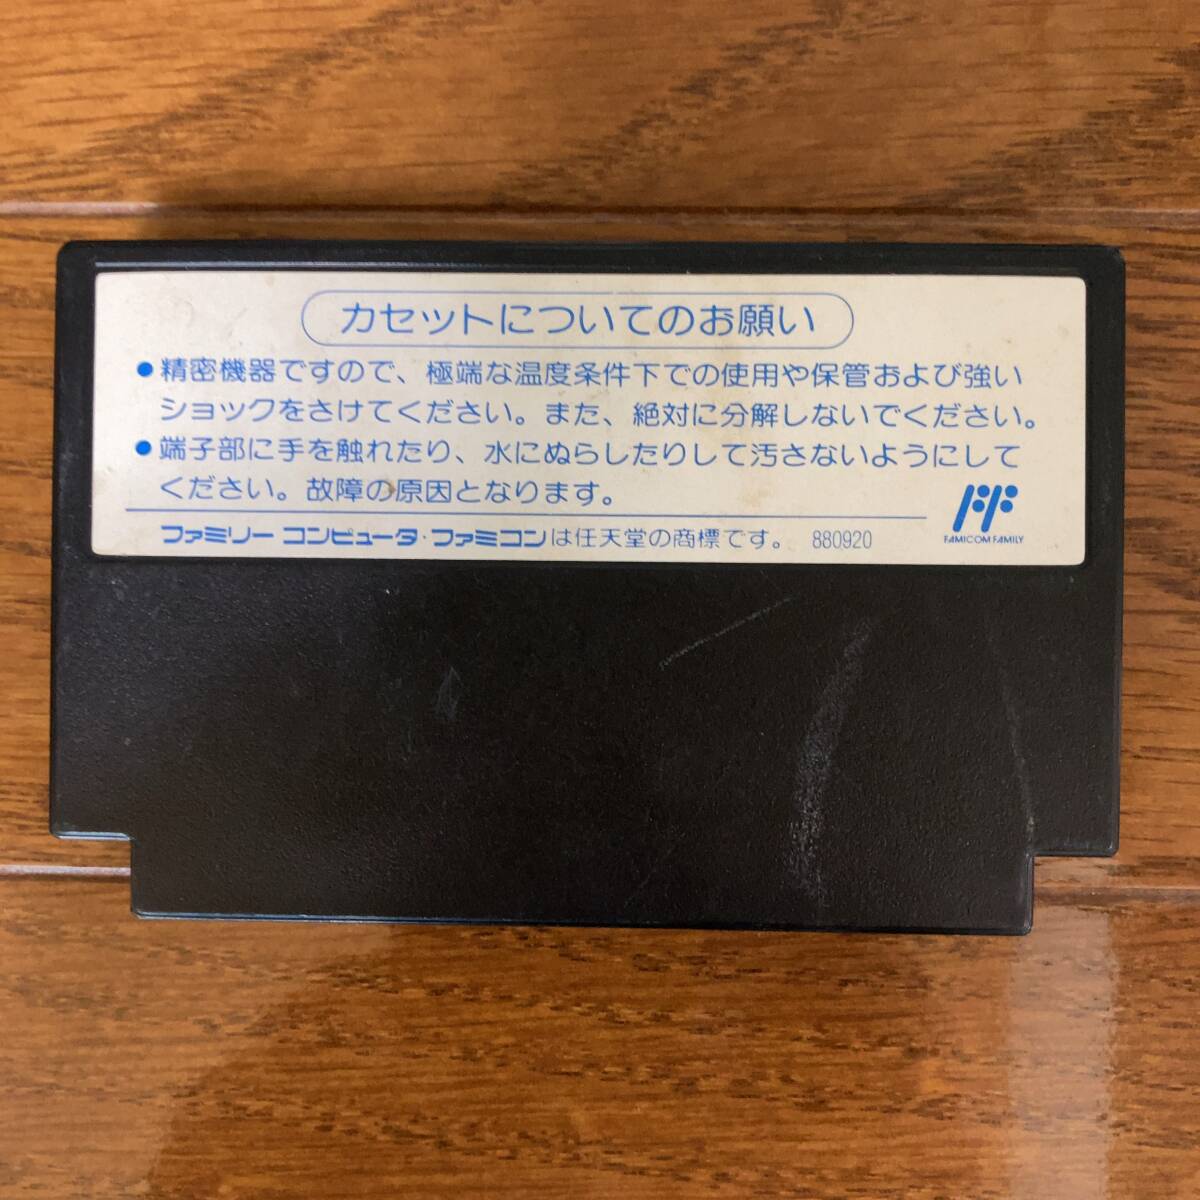 カセットについてのお願い
●精密機器ですので、極端な温度条件下での使用や保管および強い
ショックをさけてください。また、絶対に分解しないでください。
●端子部に手を触れたり、水にぬらしたりして汚さないようにして
ください。故障の原因となります。
ファミリー コンピュータ・ファミコンは任天堂の商標です。 880920
FAMICOM FAMILY